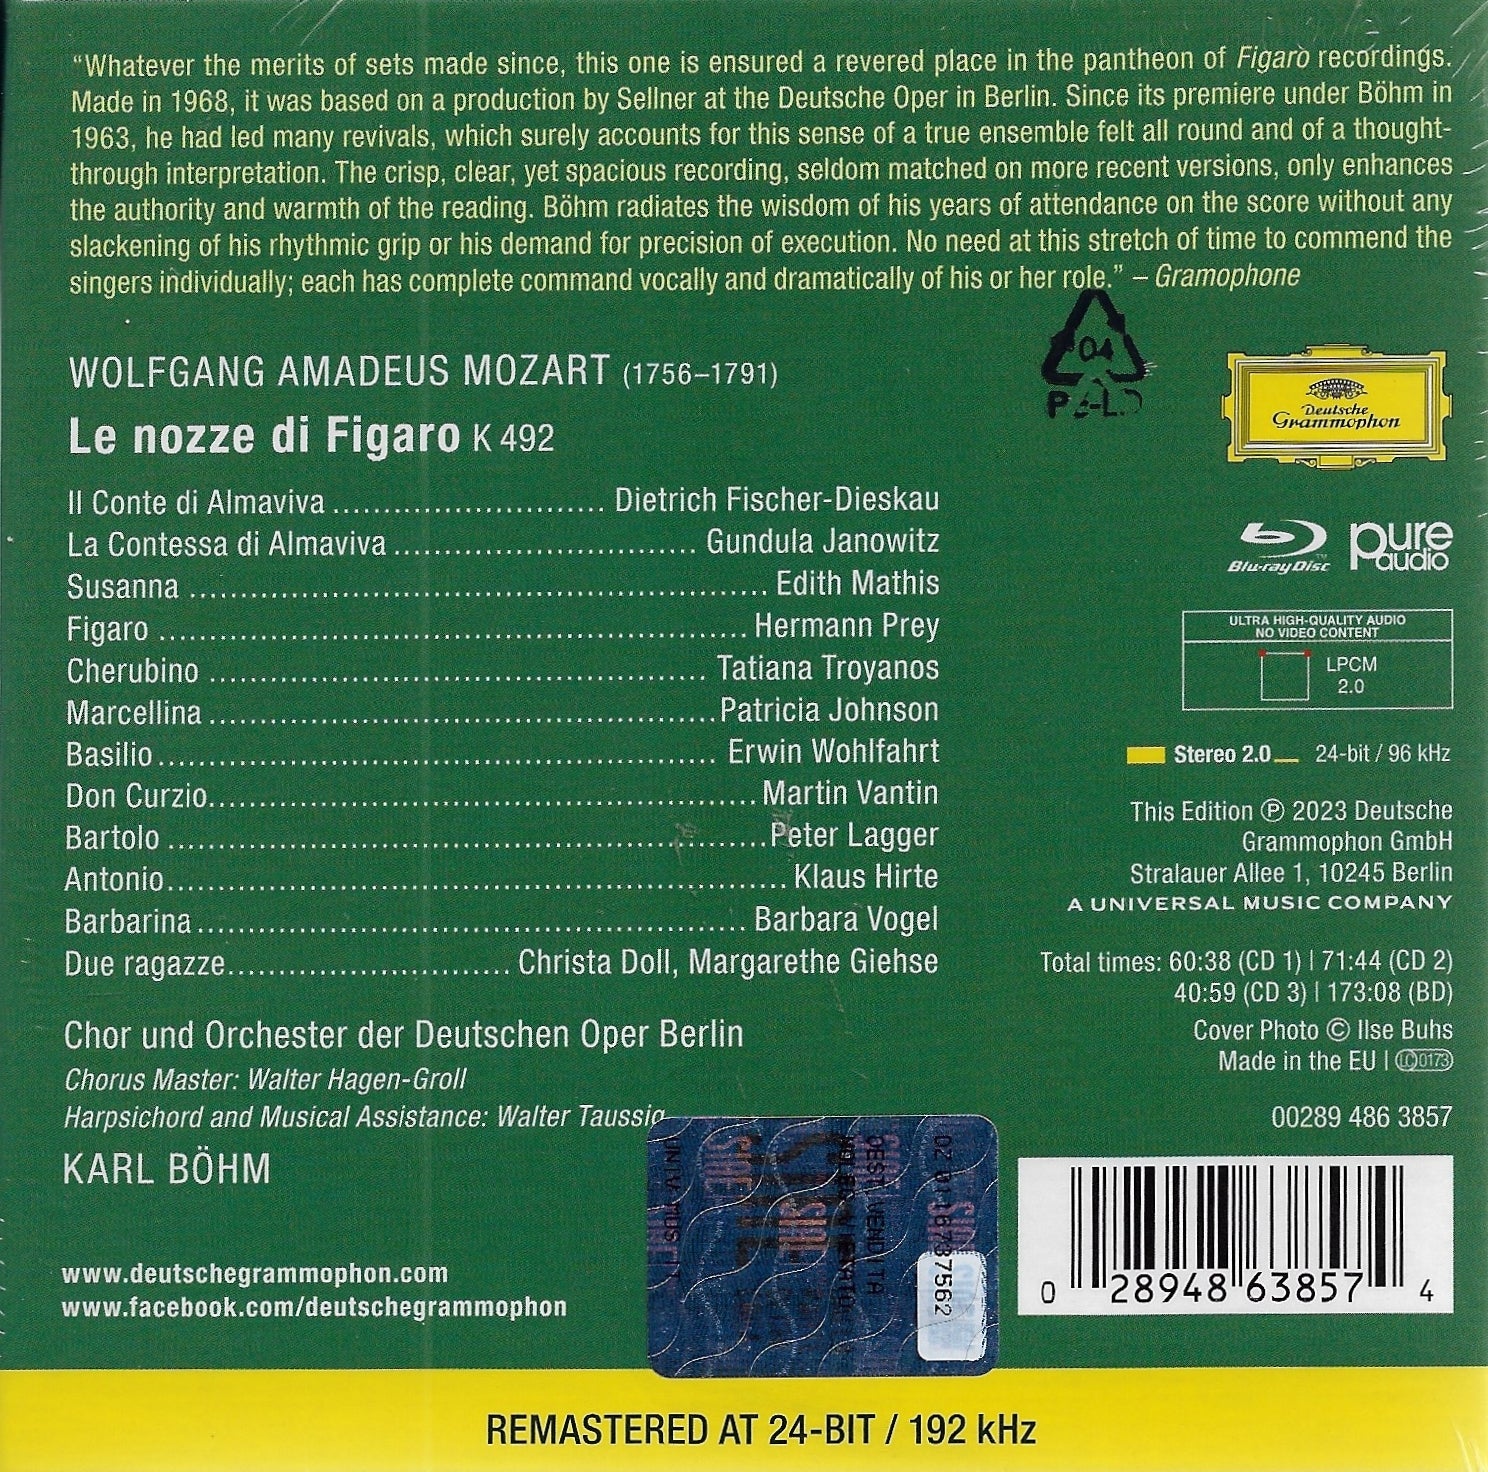 “Whatever the merits of sets made since, this one is ensured a revered place in the pantheon of Figaro recordings.
Made in 1968, it was based on a production by Sellner at the Deutsche Oper in Berlin. Since its premiere under Böhm in
1963, he had led many revivals, which surely accounts for this sense of a true ensemble felt all round and of a thought-
through interpretation. The crisp, clear, yet spacious recording, seldom matched on more recent versions, only enhances
the authority and warmth of the reading. Böhm radiates the wisdom of his years of attendance on the score without any
slackening of his rhythmic grip or his demand for precision of execution. No need at this stretch of time to commend the
singers individually; each has complete command vocally and dramatically of his or her role.” – Gramophone
04
WOLFGANG AMADEUS MOZART (1756–1791)
Le nozze di Figaro K 492
Il Conte di Almaviva ........................... Dietrich Fischer-Dieskau
La Contessa di Almaviva .............................. Gundula Janowitz
Susanna ......................................................... Edith Mathis
Figaro .......................................................... Hermann Prey
Cherubino ................................................. Tatiana Troyanos
Marcellina ..................................................Patricia Johnson
Basilio ....................................................... Erwin Wohlfahrt
Don Curzio......................................................Martin Vantin
Bartolo ...........................................................Peter Lagger
Antonio.............................................................Klaus Hirte
Barbarina ...................................................... Barbara Vogel
Due ragazze............................ Christa Doll, Margarethe Giehse
Chor und Orchester der Deutschen Oper Berlin
Chorus Master: Walter Hagen-Groll
Harpsichord and Musical Assistance: Walter Taussig
KARL BÖHM
www.deutschegrammophon.com
www.facebook.com/deutschegrammophon
Deutsche
Grammophon
Blu-ray Disc™
pure audio
ULTRA HIGH-QUALITY AUDIO
NO VIDEO CONTENT
LPCM
2.0
Stereo 2.0 24-bit / 96 kHz
This Edition ℗ 2023 Deutsche
Grammophon GmbH
Stralauer Allee 1, 10245 Berlin
A UNIVERSAL MUSIC COMPANY
Total times: 60:38 (CD 1) | 71:44 (CD 2)
40:59 (CD 3) | 173:08 (BD)
Cover Photo © Ilse Buhs
Made in the EU | LC 0173
00289 486 3857
0 28948 63857 4
VENDITA
REMASTERED AT 24-BIT / 192 kHz